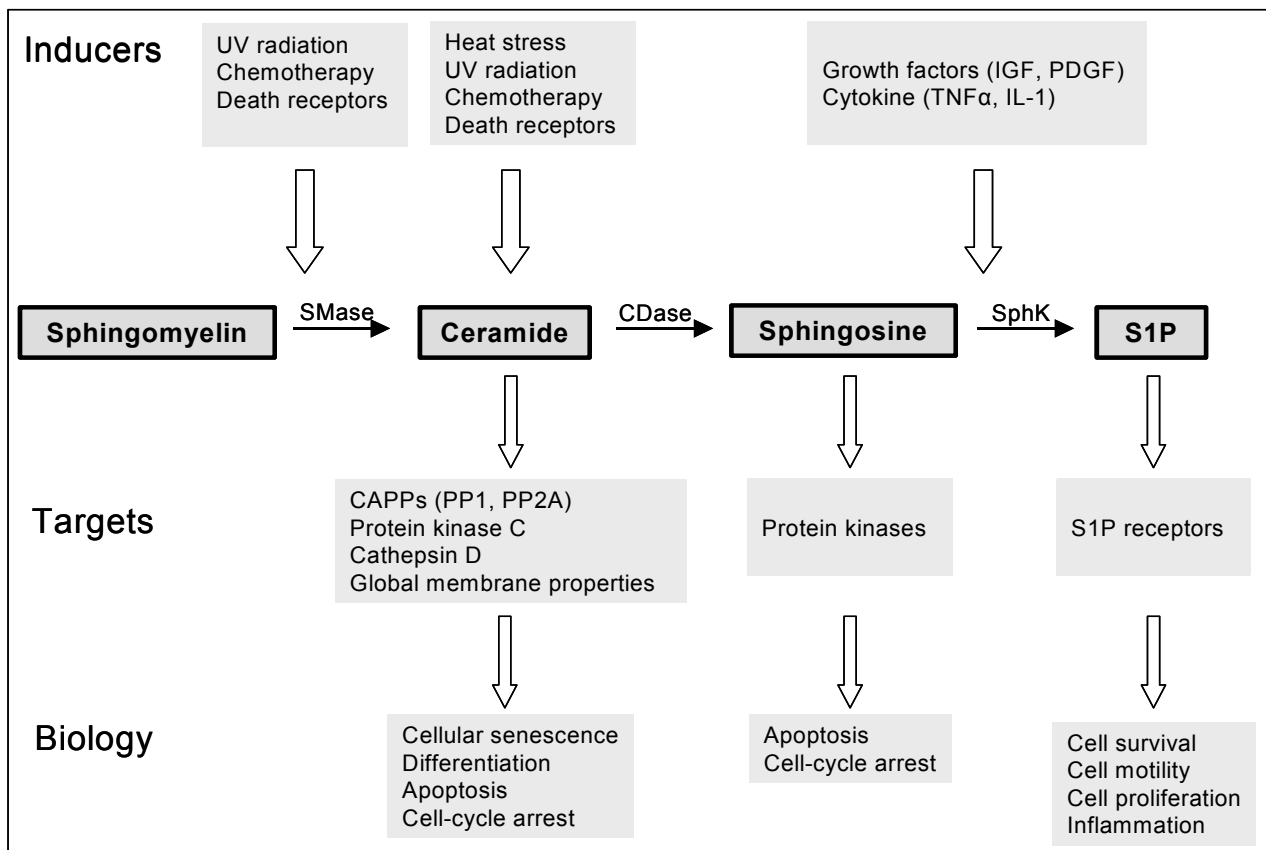 Inducers
UV radiation
Chemotherapy
Death receptors
Heat stress
UV radiation
Chemotherapy
Death receptors
Growth factors (IGF, PDGF)
Cytokine (TNFα, IL-1)
Sphingomyelin
SMase
Ceramide
CDase
Sphingosine
SphK
S1P
Targets
CAPPs (PP1, PP2A)
Protein kinase C
Cathepsin D
Global membrane properties
Protein kinases
S1P receptors
Biology
Cellular senescence
Differentiation
Apoptosis
Cell-cycle arrest
Apoptosis
Cell-cycle arrest
Cell survival
Cell motility
Cell proliferation
Inflammation